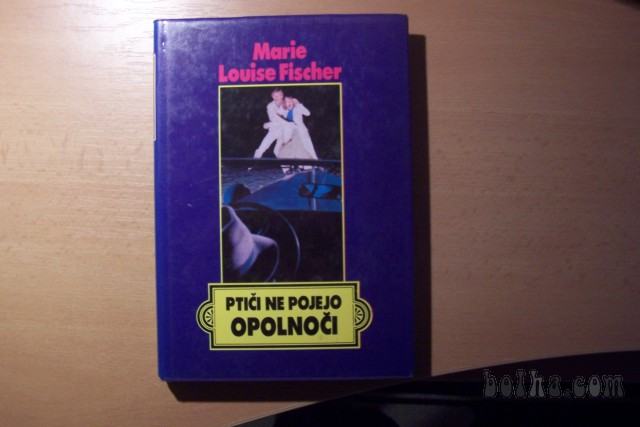 Marie
Louise Fischer
PTIČI NE POJEJO
OPOLNOČI
bolha.com